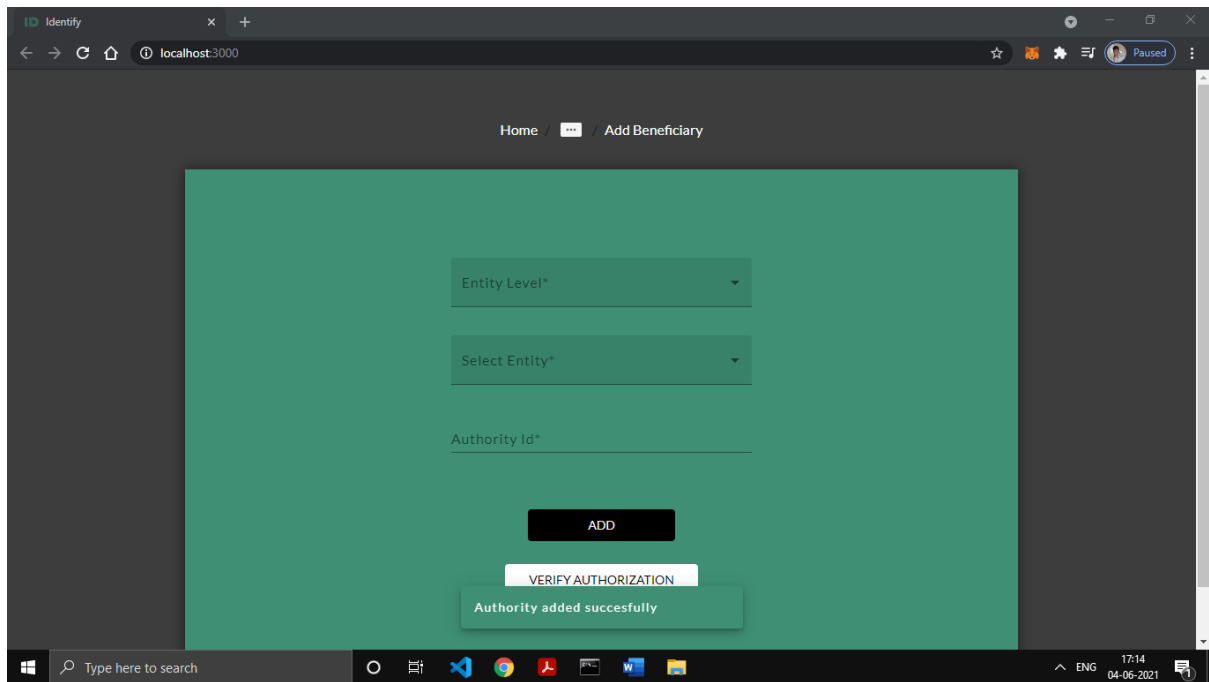 ID Identify
localhost:3000
Paused
Home / ... / Add Beneficiary
Entity Level*
Select Entity*
Authority Id*
ADD
VERIFY AUTHORIZATION
Authority added succesfully
Type here to search
ENG
17:14
04-06-2021
1